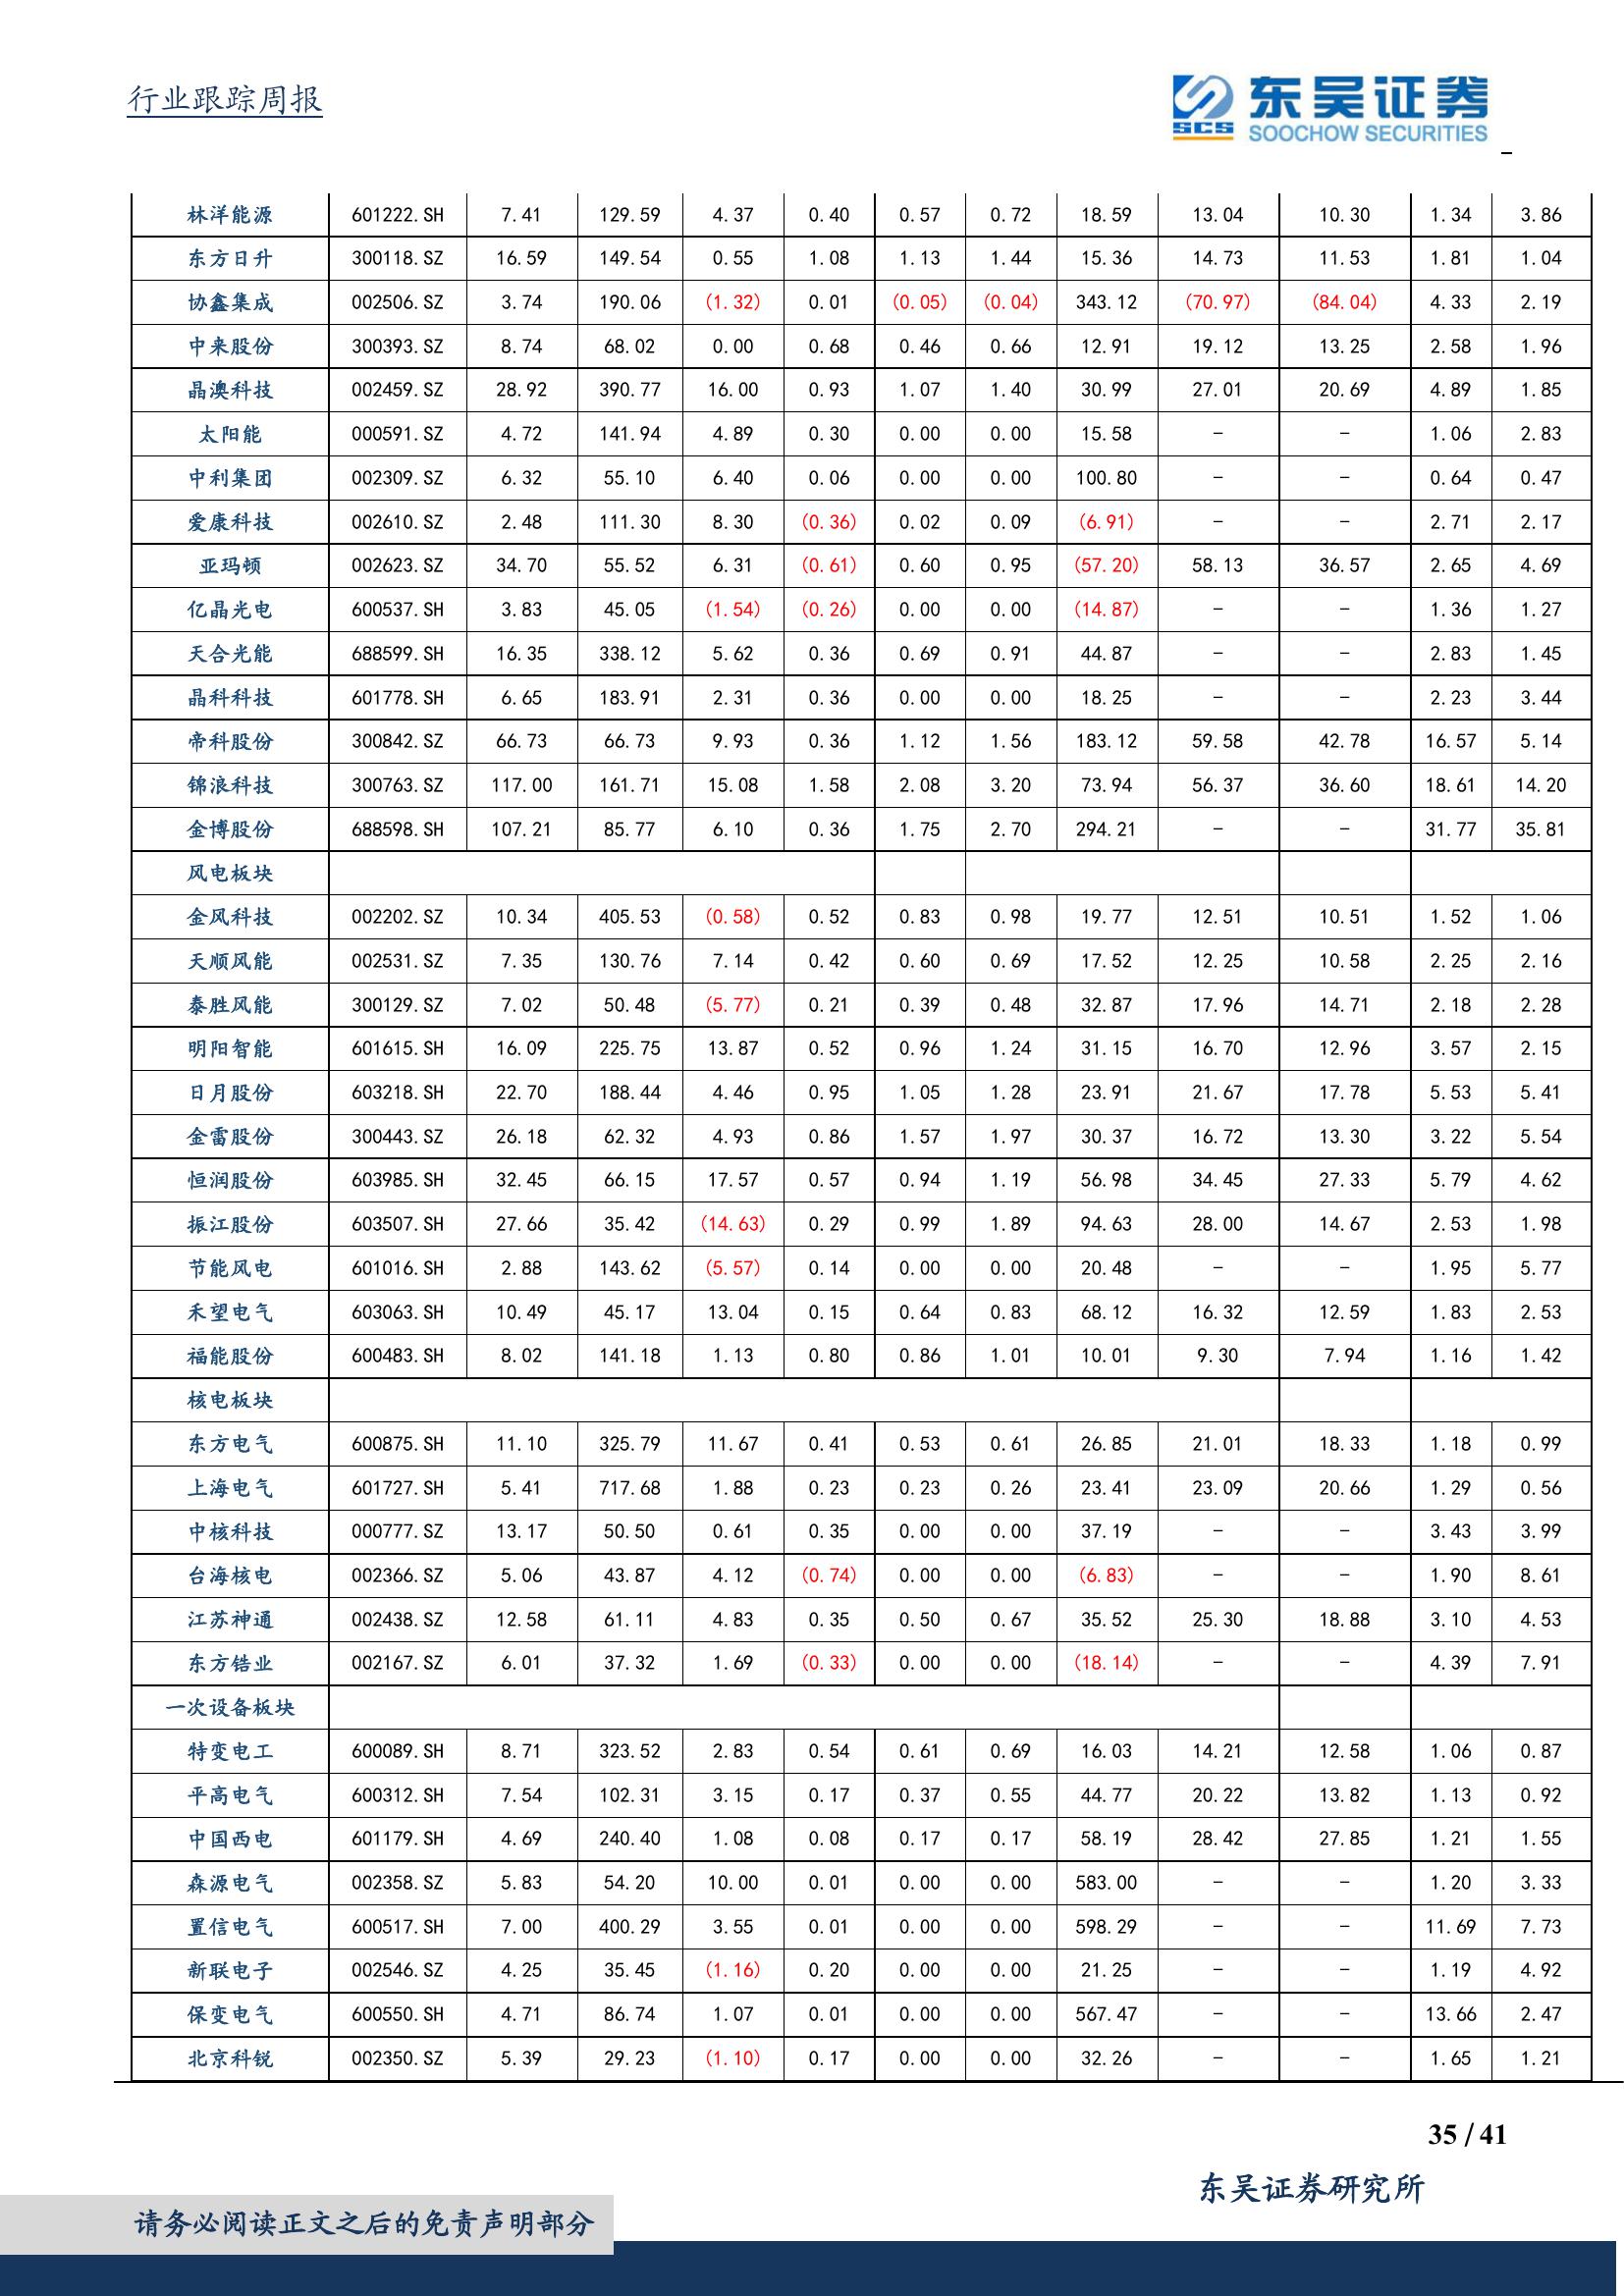 行业跟踪周报
东吴证券
SCS
SOOCHOW SECURITIES
林洋能源 601222.SH 7.41 129.59 4.37 0.40 0.57 0.72 18.59 13.04 10.30 1.34 3.86
东方日升 300118.SZ 16.59 149.54 0.55 1.08 1.13 1.44 15.36 14.73 11.53 1.81 1.04
协鑫集成 002506.SZ 3.74 190.06 (1.32) 0.01 (0.05) (0.04) 343.12 (70.97) (84.04) 4.33 2.19
中来股份 300393.SZ 8.74 68.02 0.00 0.68 0.46 0.66 12.91 19.12 13.25 2.58 1.96
晶澳科技 002459.SZ 28.92 390.77 16.00 0.93 1.07 1.40 30.99 27.01 20.69 4.89 1.85
太阳能 000591.SZ 4.72 141.94 4.89 0.30 0.00 0.00 15.58 - - 1.06 2.83
中利集团 002309.SZ 6.32 55.10 6.40 0.06 0.00 0.00 100.80 - - 0.64 0.47
爱康科技 002610.SZ 2.48 111.30 8.30 (0.36) 0.02 0.09 (6.91) - - 2.71 2.17
亚玛顿 002623.SZ 34.70 55.52 6.31 (0.61) 0.60 0.95 (57.20) 58.13 36.57 2.65 4.69
亿晶光电 600537.SH 3.83 45.05 (1.54) (0.26) 0.00 0.00 (14.87) - - 1.36 1.27
天合光能 688599.SH 16.35 338.12 5.62 0.36 0.69 0.91 44.87 - - 2.83 1.45
晶科科技 601778.SH 6.65 183.91 2.31 0.36 0.00 0.00 18.25 - - 2.23 3.44
帝科股份 300842.SZ 66.73 66.73 9.93 0.36 1.12 1.56 183.12 59.58 42.78 16.57 5.14
锦浪科技 300763.SZ 117.00 161.71 15.08 1.58 2.08 3.20 73.94 56.37 36.60 18.61 14.20
金博股份 688598.SH 107.21 85.77 6.10 0.36 1.75 2.70 294.21 - - 31.77 35.81
风电板块
金风科技 002202.SZ 10.34 405.53 (0.58) 0.52 0.83 0.98 19.77 12.51 10.51 1.52 1.06
天顺风能 002531.SZ 7.35 130.76 7.14 0.42 0.60 0.69 17.52 12.25 10.58 2.25 2.16
泰胜风能 300129.SZ 7.02 50.48 (5.77) 0.21 0.39 0.48 32.87 17.96 14.71 2.18 2.28
明阳智能 601615.SH 16.09 225.75 13.87 0.52 0.96 1.24 31.15 16.70 12.96 3.57 2.15
日月股份 603218.SH 22.70 188.44 4.46 0.95 1.05 1.28 23.91 21.67 17.78 5.53 5.41
金雷股份 300443.SZ 26.18 62.32 4.93 0.86 1.57 1.97 30.37 16.72 13.30 3.22 5.54
恒润股份 603985.SH 32.45 66.15 17.57 0.57 0.94 1.19 56.98 34.45 27.33 5.79 4.62
振江股份 603507.SH 27.66 35.42 (14.63) 0.29 0.99 1.89 94.63 28.00 14.67 2.53 1.98
节能风电 601016.SH 2.88 143.62 (5.57) 0.14 0.00 0.00 20.48 - - 1.95 5.77
禾望电气 603063.SH 10.49 45.17 13.04 0.15 0.64 0.83 68.12 16.32 12.59 1.83 2.53
福能股份 600483.SH 8.02 141.18 1.13 0.80 0.86 1.01 10.01 9.30 7.94 1.16 1.42
核电板块
东方电气 600875.SH 11.10 325.79 11.67 0.41 0.53 0.61 26.85 21.01 18.33 1.18 0.99
上海电气 601727.SH 5.41 717.68 1.88 0.23 0.23 0.26 23.41 23.09 20.66 1.29 0.56
中核科技 000777.SZ 13.17 50.50 0.61 0.35 0.00 0.00 37.19 - - 3.43 3.99
台海核电 002366.SZ 5.06 43.87 4.12 (0.74) 0.00 0.00 (6.83) - - 1.90 8.61
江苏神通 002438.SZ 12.58 61.11 4.83 0.35 0.50 0.67 35.52 25.30 18.88 3.10 4.53
东方锆业 002167.SZ 6.01 37.32 1.69 (0.33) 0.00 0.00 (18.14) - - 4.39 7.91
一次设备板块
特变电工 600089.SH 8.71 323.52 2.83 0.54 0.61 0.69 16.03 14.21 12.58 1.06 0.87
平高电气 600312.SH 7.54 102.31 3.15 0.17 0.37 0.55 44.77 20.22 13.82 1.13 0.92
中国西电 601179.SH 4.69 240.40 1.08 0.08 0.17 0.17 58.19 28.42 27.85 1.21 1.55
森源电气 002358.SZ 5.83 54.20 10.00 0.01 0.00 0.00 583.00 - - 1.20 3.33
置信电气 600517.SH 7.00 400.29 3.55 0.01 0.00 0.00 598.29 - - 11.69 7.73
新联电子 002546.SZ 4.25 35.45 (1.16) 0.20 0.00 0.00 21.25 - - 1.19 4.92
保变电气 600550.SH 4.71 86.74 1.07 0.01 0.00 0.00 567.47 - - 13.66 2.47
北京科锐 002350.SZ 5.39 29.23 (1.10) 0.17 0.00 0.00 32.26 - - 1.65 1.21
35 / 41
东吴证券研究所
请务必阅读正文之后的免责声明部分